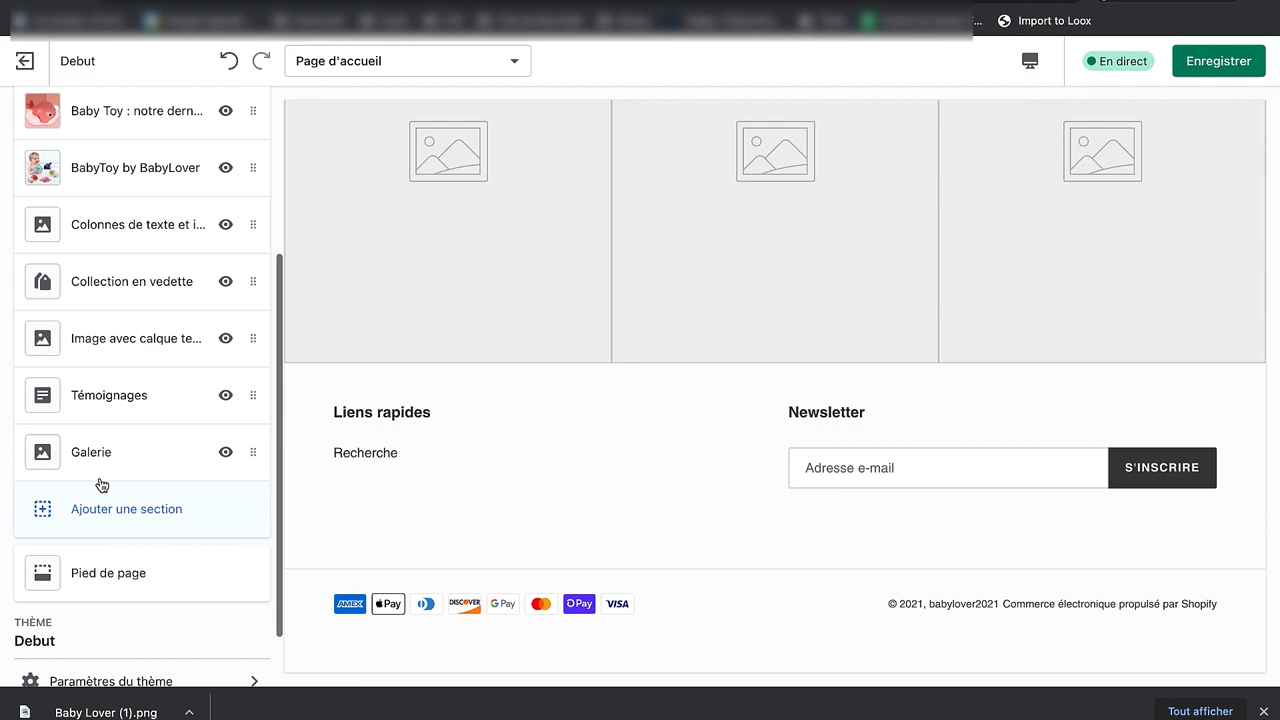 Import to Loox
Debut
Page d'accueil
En direct
Enregistrer
Baby Toy : notre dern...
BabyToy by BabyLover
Colonnes de texte et i...
Collection en vedette
Image avec calque te...
Témoignages
Galerie
Ajouter une section
Pied de page
THÈME
Debut
Paramètres du thème
Liens rapides
Recherche
Newsletter
Adresse e-mail
S'INSCRIRE
AMEX Pay DISCOVER G Pay Pay VISA
© 2021, babylover2021 Commerce électronique propulsé par Shopify
Baby Lover (1).png
Tout afficher